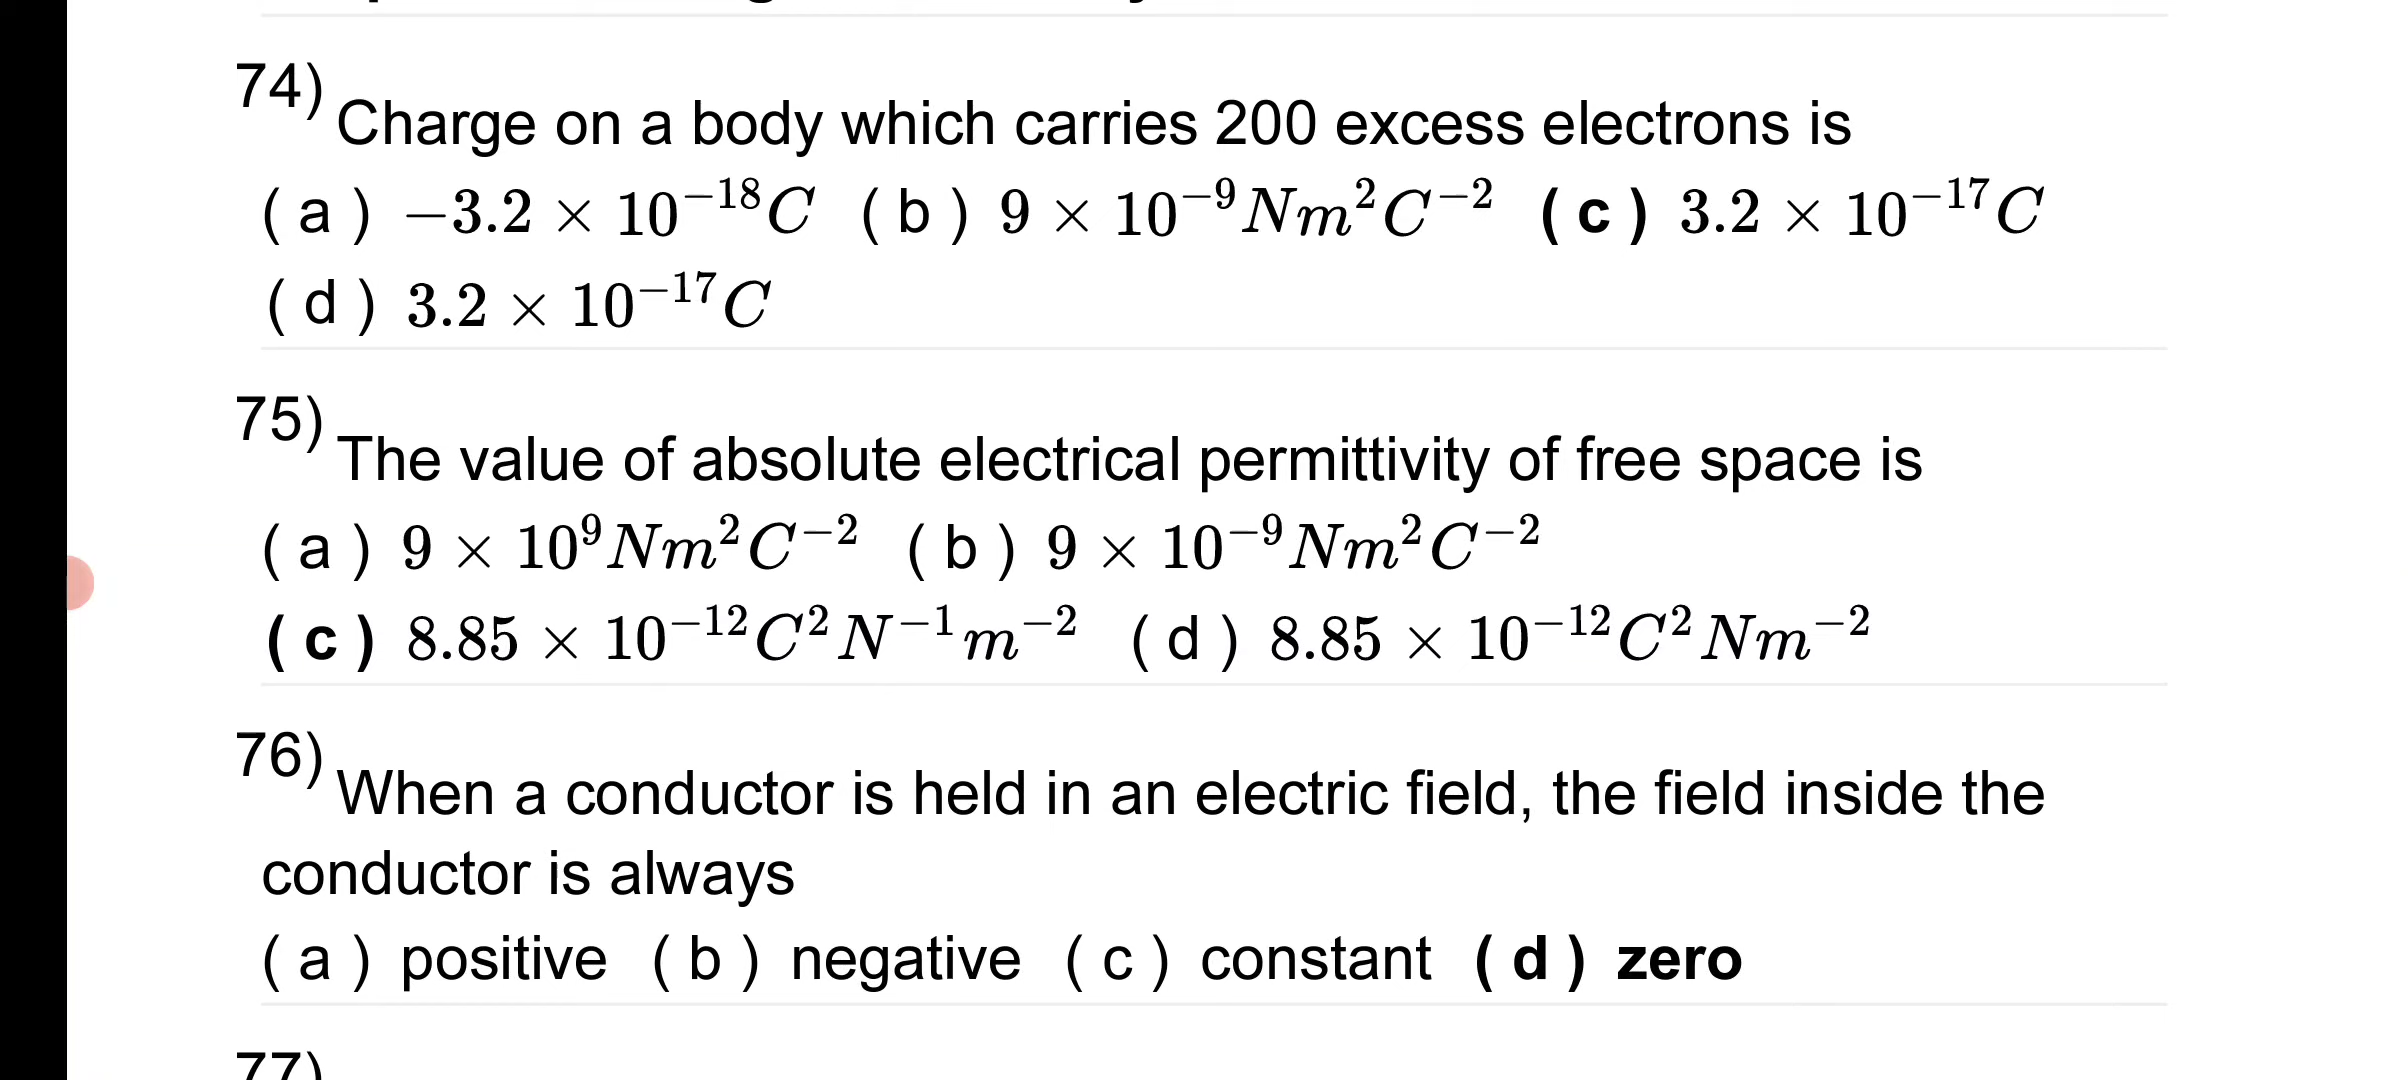 74)
Charge on a body which carries 200 excess electrons is
( a ) −3.2 × 10⁻¹⁸C ( b ) 9 × 10⁻⁹Nm²C⁻² ( c ) 3.2 × 10⁻¹⁷C
( d ) 3.2 × 10⁻¹⁷C
75)
The value of absolute electrical permittivity of free space is
( a ) 9 × 10⁹Nm²C⁻² ( b ) 9 × 10⁻⁹Nm²C⁻²
( c ) 8.85 × 10⁻¹²C²N⁻¹m⁻² ( d ) 8.85 × 10⁻¹²C²Nm⁻²
76)
When a conductor is held in an electric field, the field inside the
conductor is always
( a ) positive ( b ) negative ( c ) constant ( d ) zero
77)